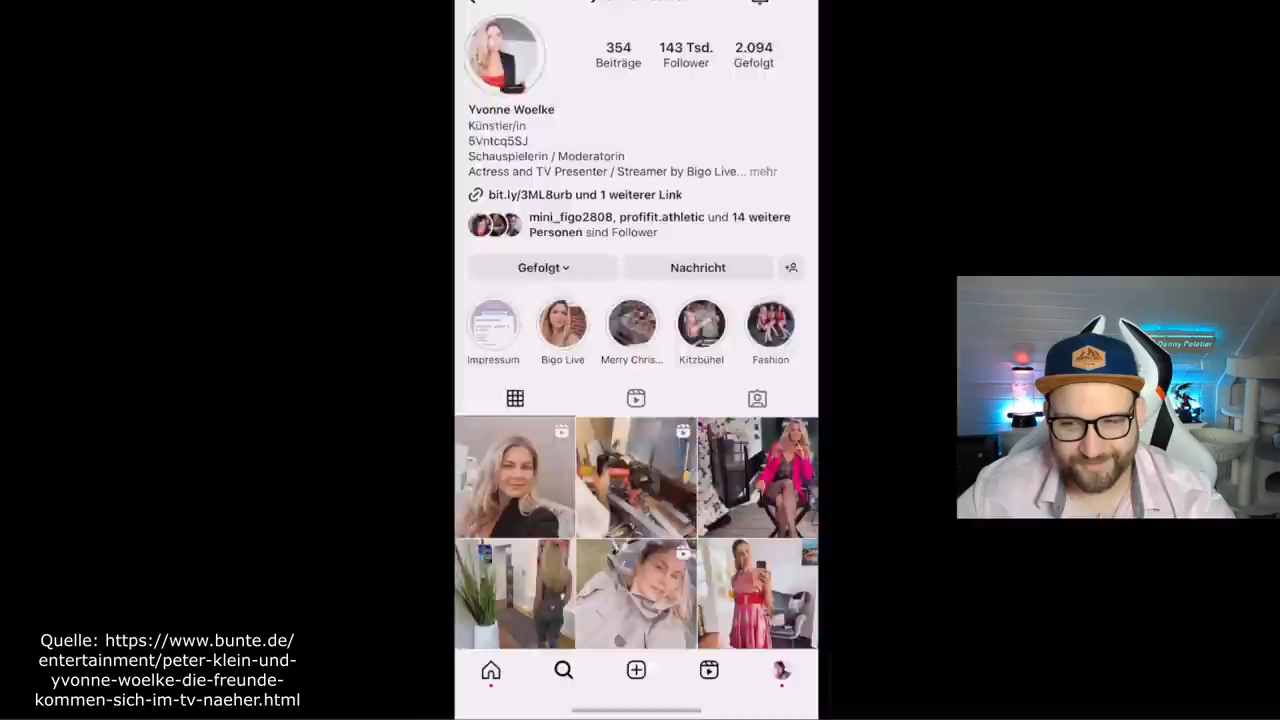 354
143 Tsd.
2.094
Beiträge
Follower
Gefolgt
Yvonne Woelke
Künstler/in
5Vntcq5SJ
Schauspielerin / Moderatorin
Actress and TV Presenter / Streamer by Bigo Live... mehr
bit.ly/3ML8urb und 1 weiterer Link
mini_figo2808, profifit.athletic und 14 weitere
Personen sind Follower
Gefolgt
Nachricht
Impressum
Bigo Live
Merry Chris...
Kitzbühel
Fashion
Denny Peletier
Quelle: https://www.bunte.de/
entertainment/peter-klein-und-
yvonne-woelke-die-freunde-
kommen-sich-im-tv-naeher.html